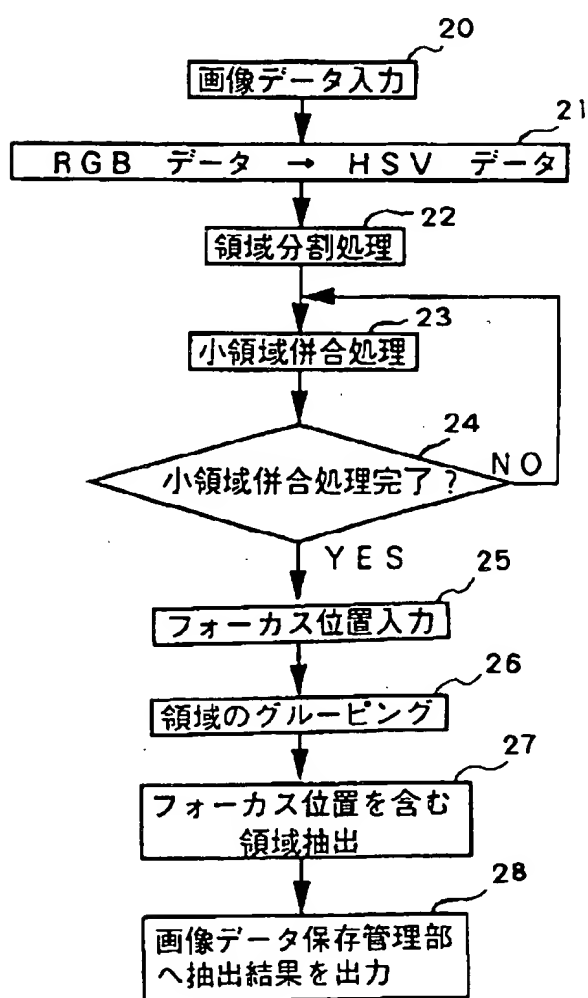 20
画像データ入力
21
RGB データ → HSV データ
22
領域分割処理
23
小領域併合処理
24
小領域併合処理完了?
NO
YES
25
フォーカス位置入力
26
領域のグルーピング
27
フォーカス位置を含む
領域抽出
28
画像データ保存管理部
へ抽出結果を出力